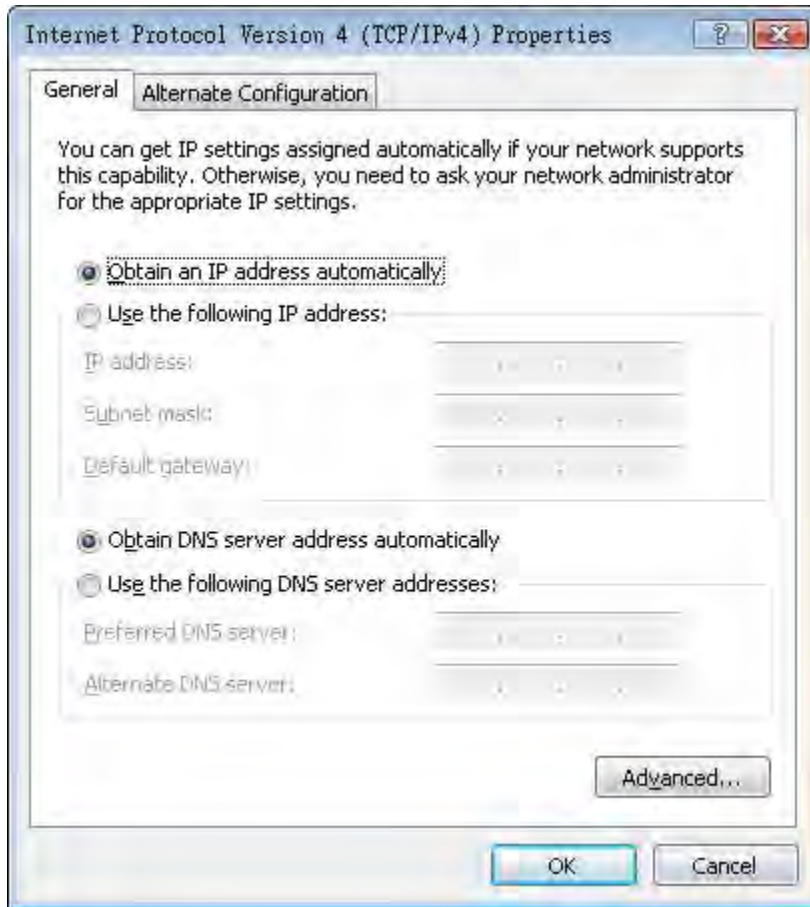 Internet Protocol Version 4 (TCP/IPv4) Properties
General
Alternate Configuration
You can get IP settings assigned automatically if your network supports
this capability. Otherwise, you need to ask your network administrator
for the appropriate IP settings.
Obtain an IP address automatically
Use the following IP address:
IP address:
Subnet mask:
Default gateway:
Obtain DNS server address automatically
Use the following DNS server addresses:
Preferred DNS server:
Alternate DNS server:
Advanced...
OK
Cancel